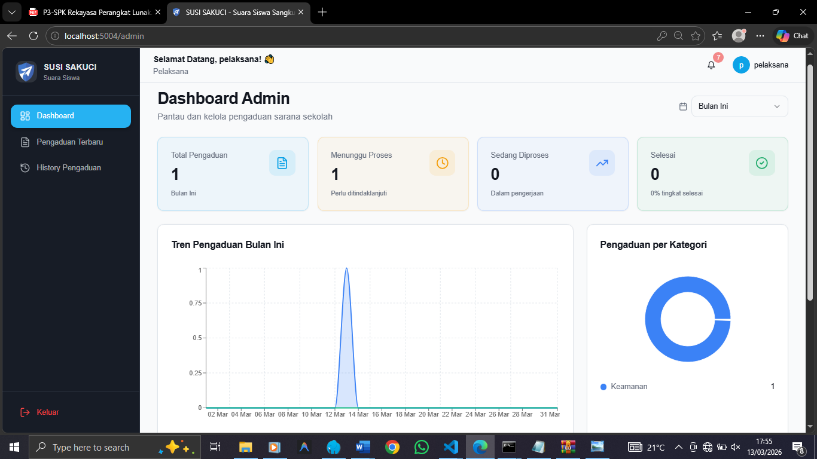 P3-SPK Rekayasa Perangkat Lunak
SUSI SAKUCI - Suara Siswa Sangku
localhost:5004/admin
Chat
SUSI SAKUCI
Suara Siswa
Dashboard
Pengaduan Terbaru
History Pengaduan
Keluar
Selamat Datang, pelaksana! 👋
Pelaksana
7
p
pelaksana
Dashboard Admin
Pantau dan kelola pengaduan sarana sekolah
Bulan Ini
Total Pengaduan
1
Bulan Ini
Menunggu Proses
1
Perlu ditindaklanjuti
Sedang Diproses
0
Dalam pengerjaan
Selesai
0
0% tingkat selesai
Tren Pengaduan Bulan Ini
1
0.75
0.5
0.25
0
02 Mar 04 Mar 06 Mar 08 Mar 10 Mar 12 Mar 14 Mar 16 Mar 18 Mar 20 Mar 22 Mar 24 Mar 26 Mar 28 Mar 31 Mar
Pengaduan per Kategori
Keamanan 1
Type here to search
21°C
17:55
13/03/2026
8